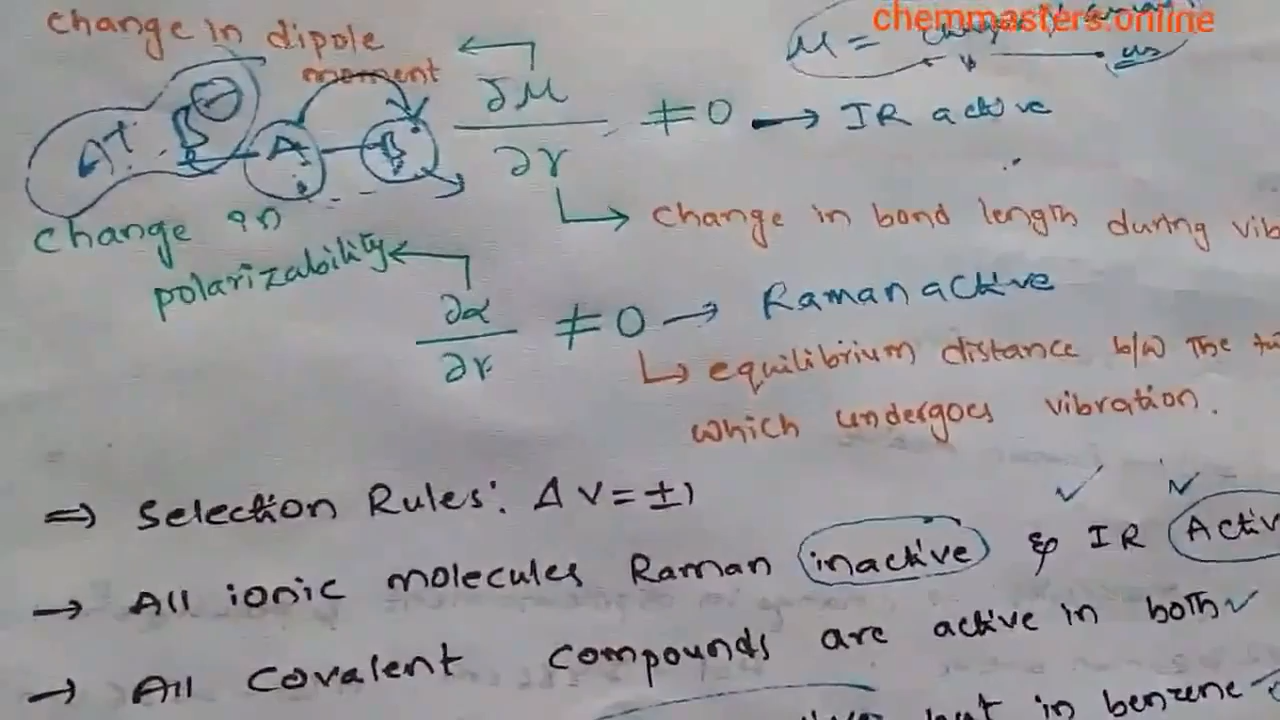 chemmasters.online
change in dipole
moment
μ =
∂μ
∂r
≠ 0 → IR active
A+ B - A B
change in bond length during vib
change in
polarizability
∂α
∂r
≠ 0 → Raman active
equilibrium distance b/w The
which undergoes vibration.
⇒ Selection Rules: Δv = ±1
→ All ionic molecules Raman inactive & IR Activ
→ All covalent compounds are active in both
but in benzene